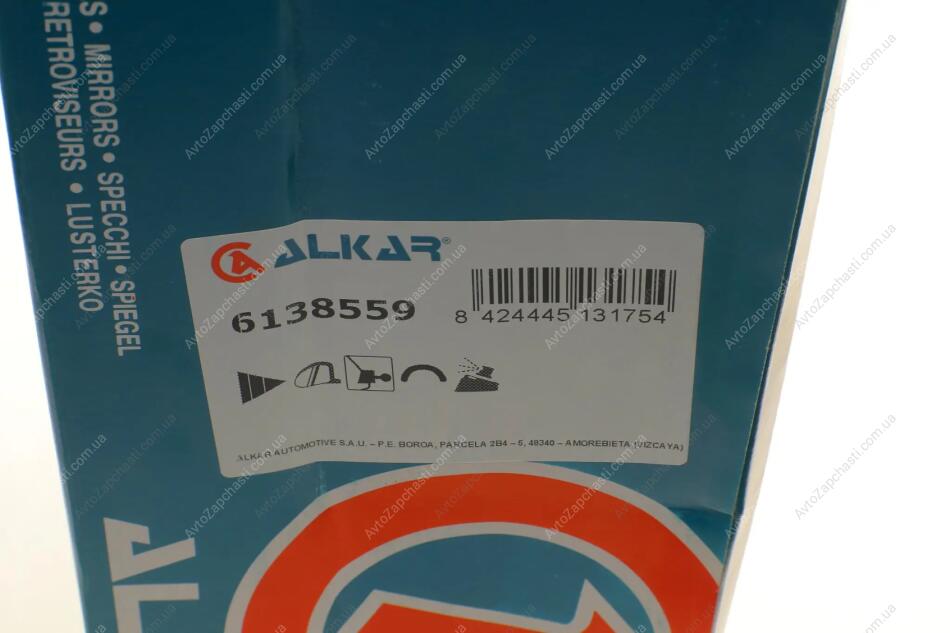 S • MIRRORS • SPECCHI • SPIEGEL
RETROVISEURS • LUSTERKO
ALKAR®
6138559
8 424445 131754
ALKAR AUTOMOTIVE S.A.U. – P.E. BOROA, PARCELA 2B4 – 5, 48340 – AMOREBIETA (VIZCAYA)
AL
AvtoZapchasti.com.ua